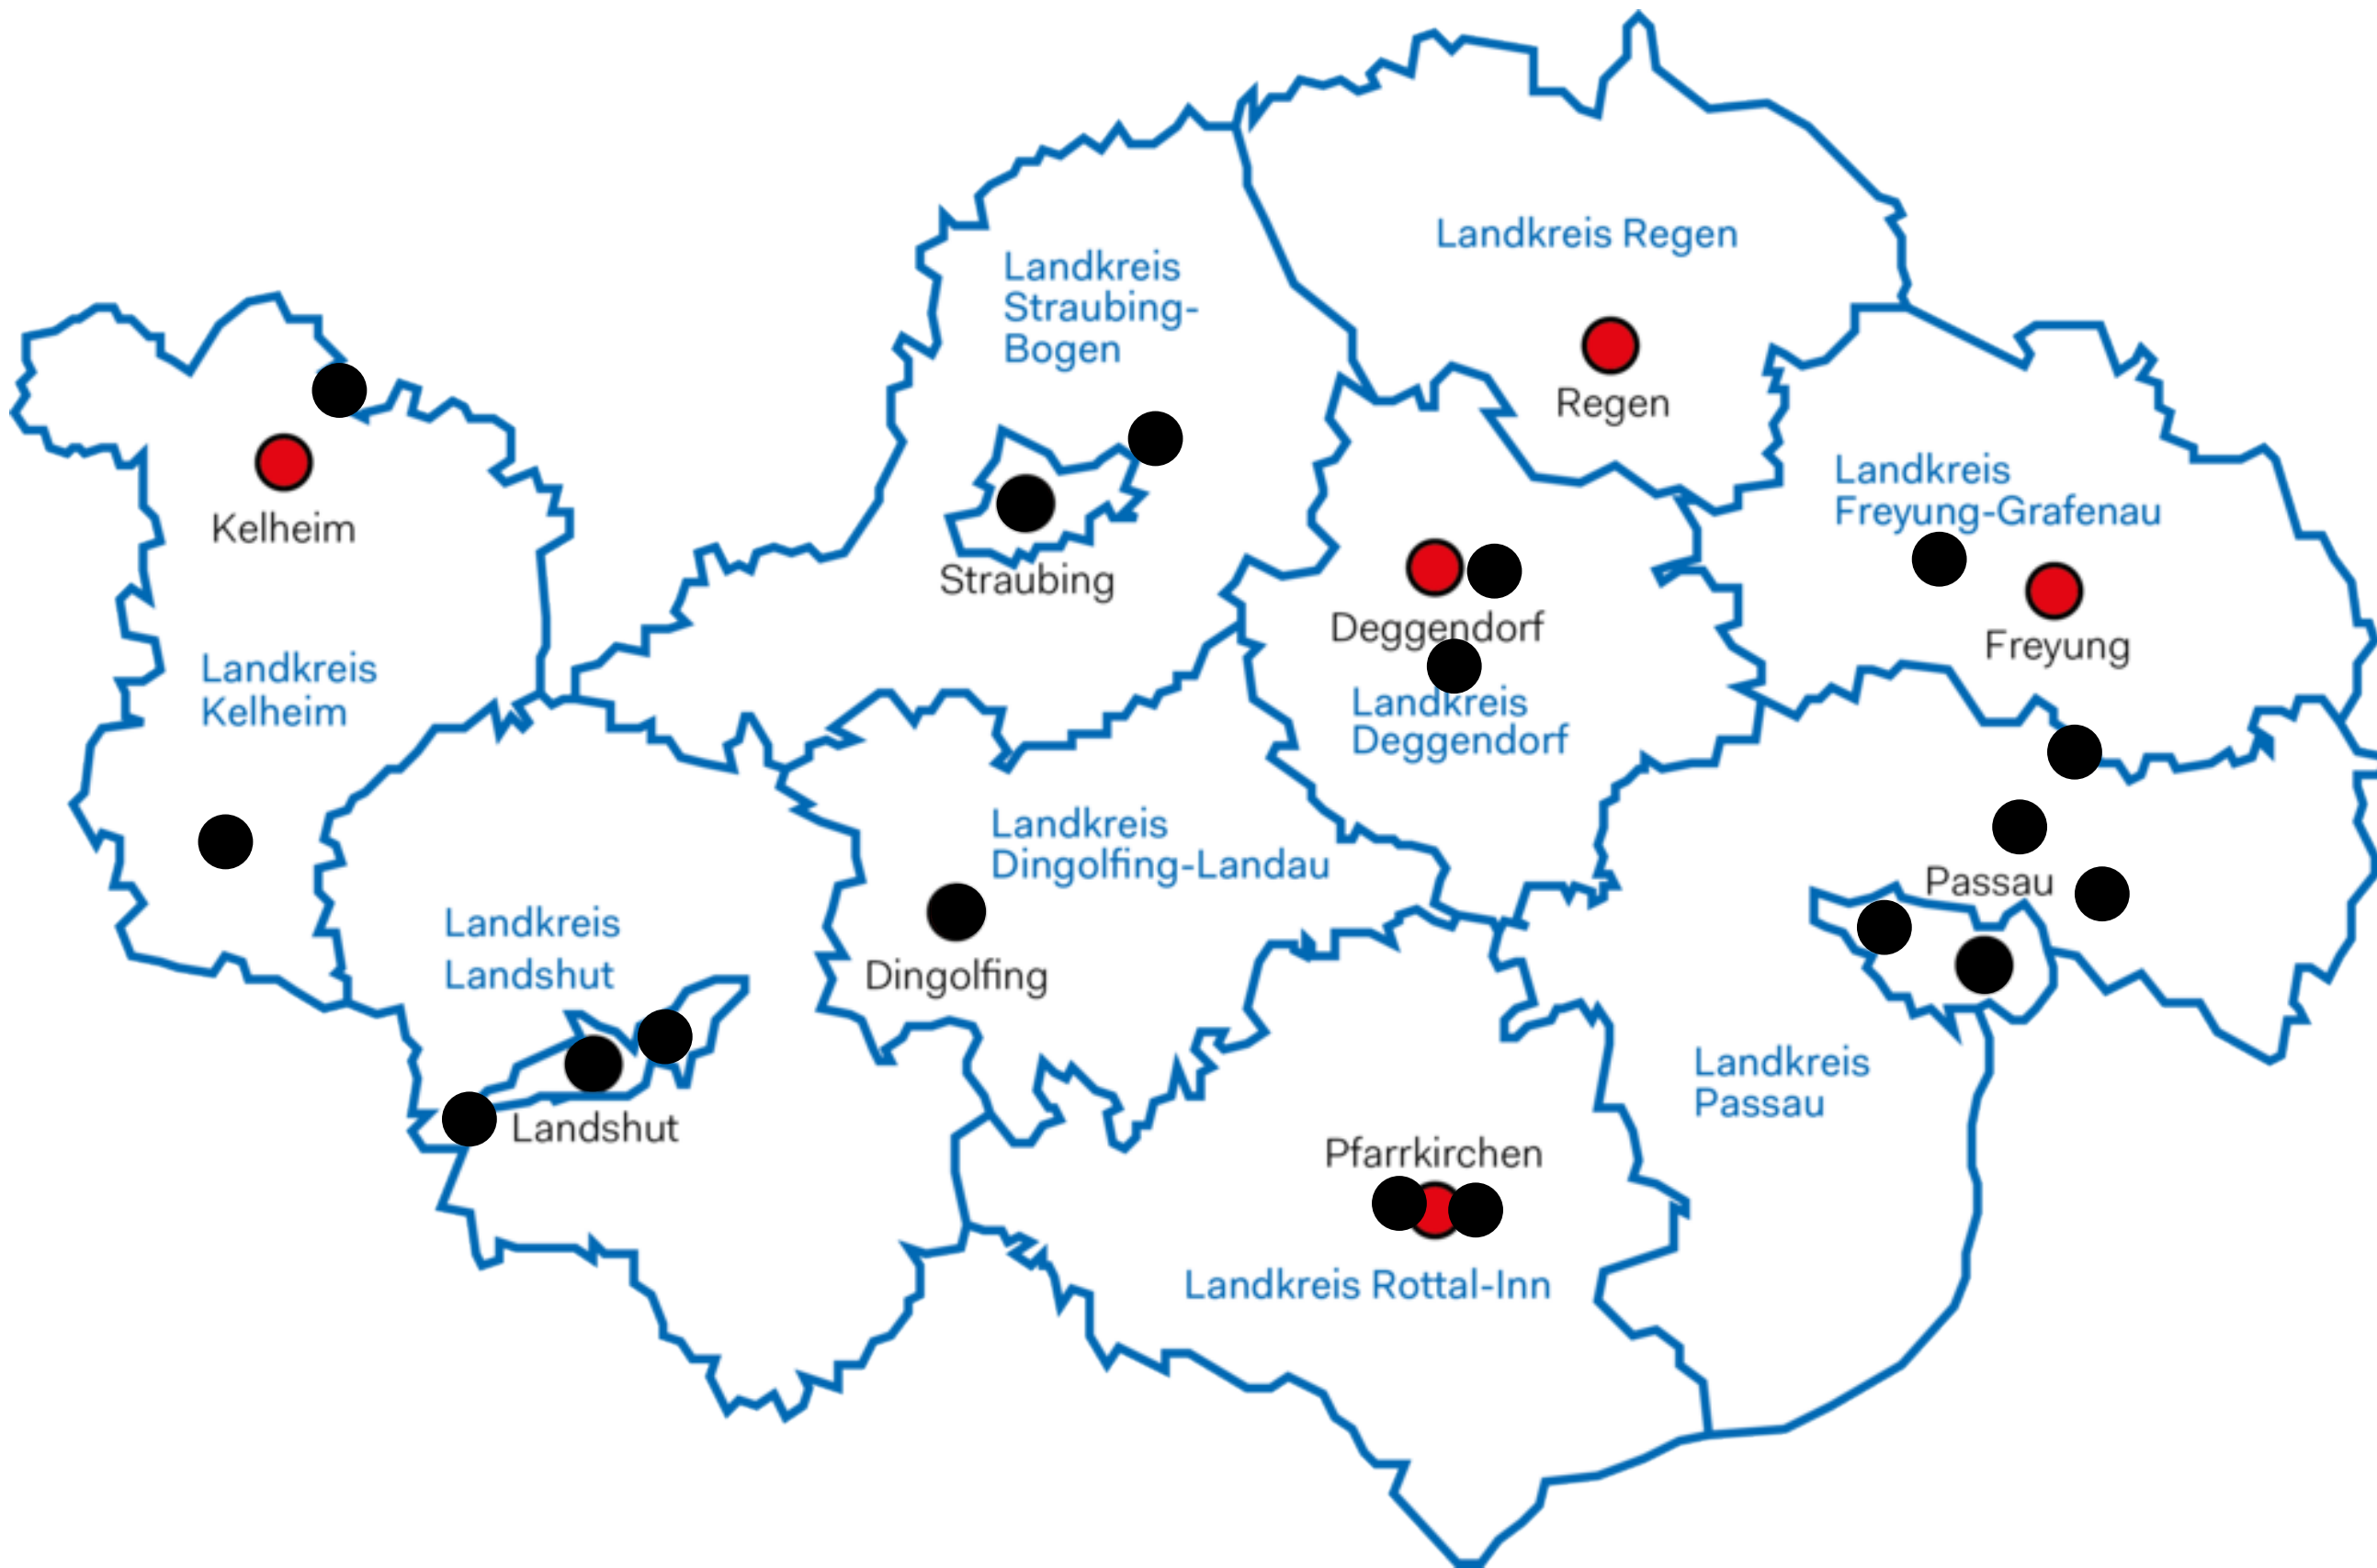 Landkreis Regen
Landkreis
Straubing-
Bogen
Regen
Kelheim
Straubing
Landkreis
Freyung-Grafenau
Deggendorf
Freyung
Landkreis
Kelheim
Landkreis
Deggendorf
Landkreis
Dingolfing-Landau
Passau
Landkreis
Landshut
Dingolfing
Landkreis
Passau
Landshut
Pfarrkirchen
Landkreis Rottal-Inn